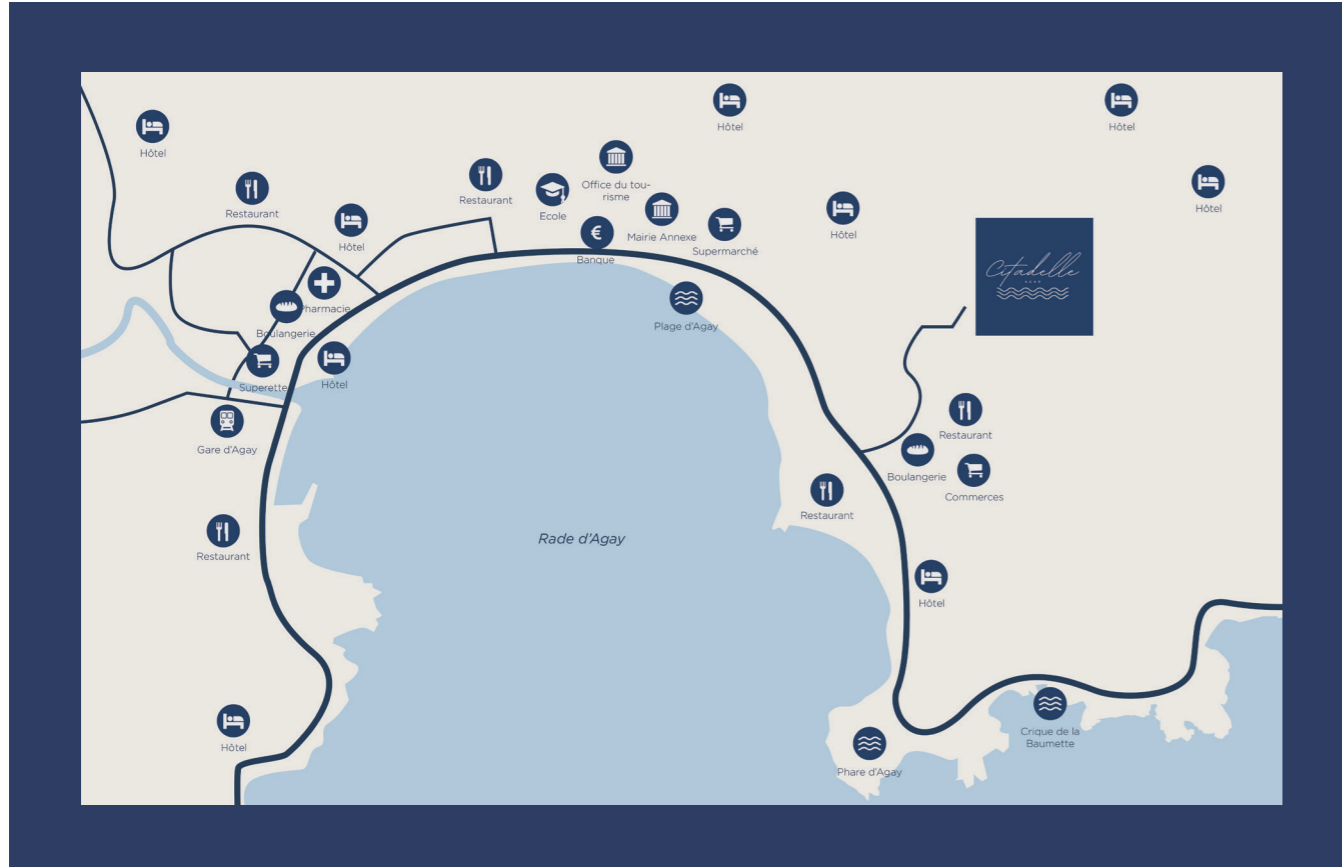 Hôtel
Hôtel
Hôtel
Restaurant
Restaurant
Ecole
Office du tou-
risme
Hôtel
Hôtel
Hôtel
Mairie Annexe
Supermarché
€
Banque
Citadelle
Pharmacie
Boulangerie
Plage d'Agay
Superette
Hôtel
Gare d'Agay
Restaurant
Boulangerie
Commerces
Restaurant
Rade d'Agay
Restaurant
Hôtel
Hôtel
Crique de la
Baumette
Phare d'Agay